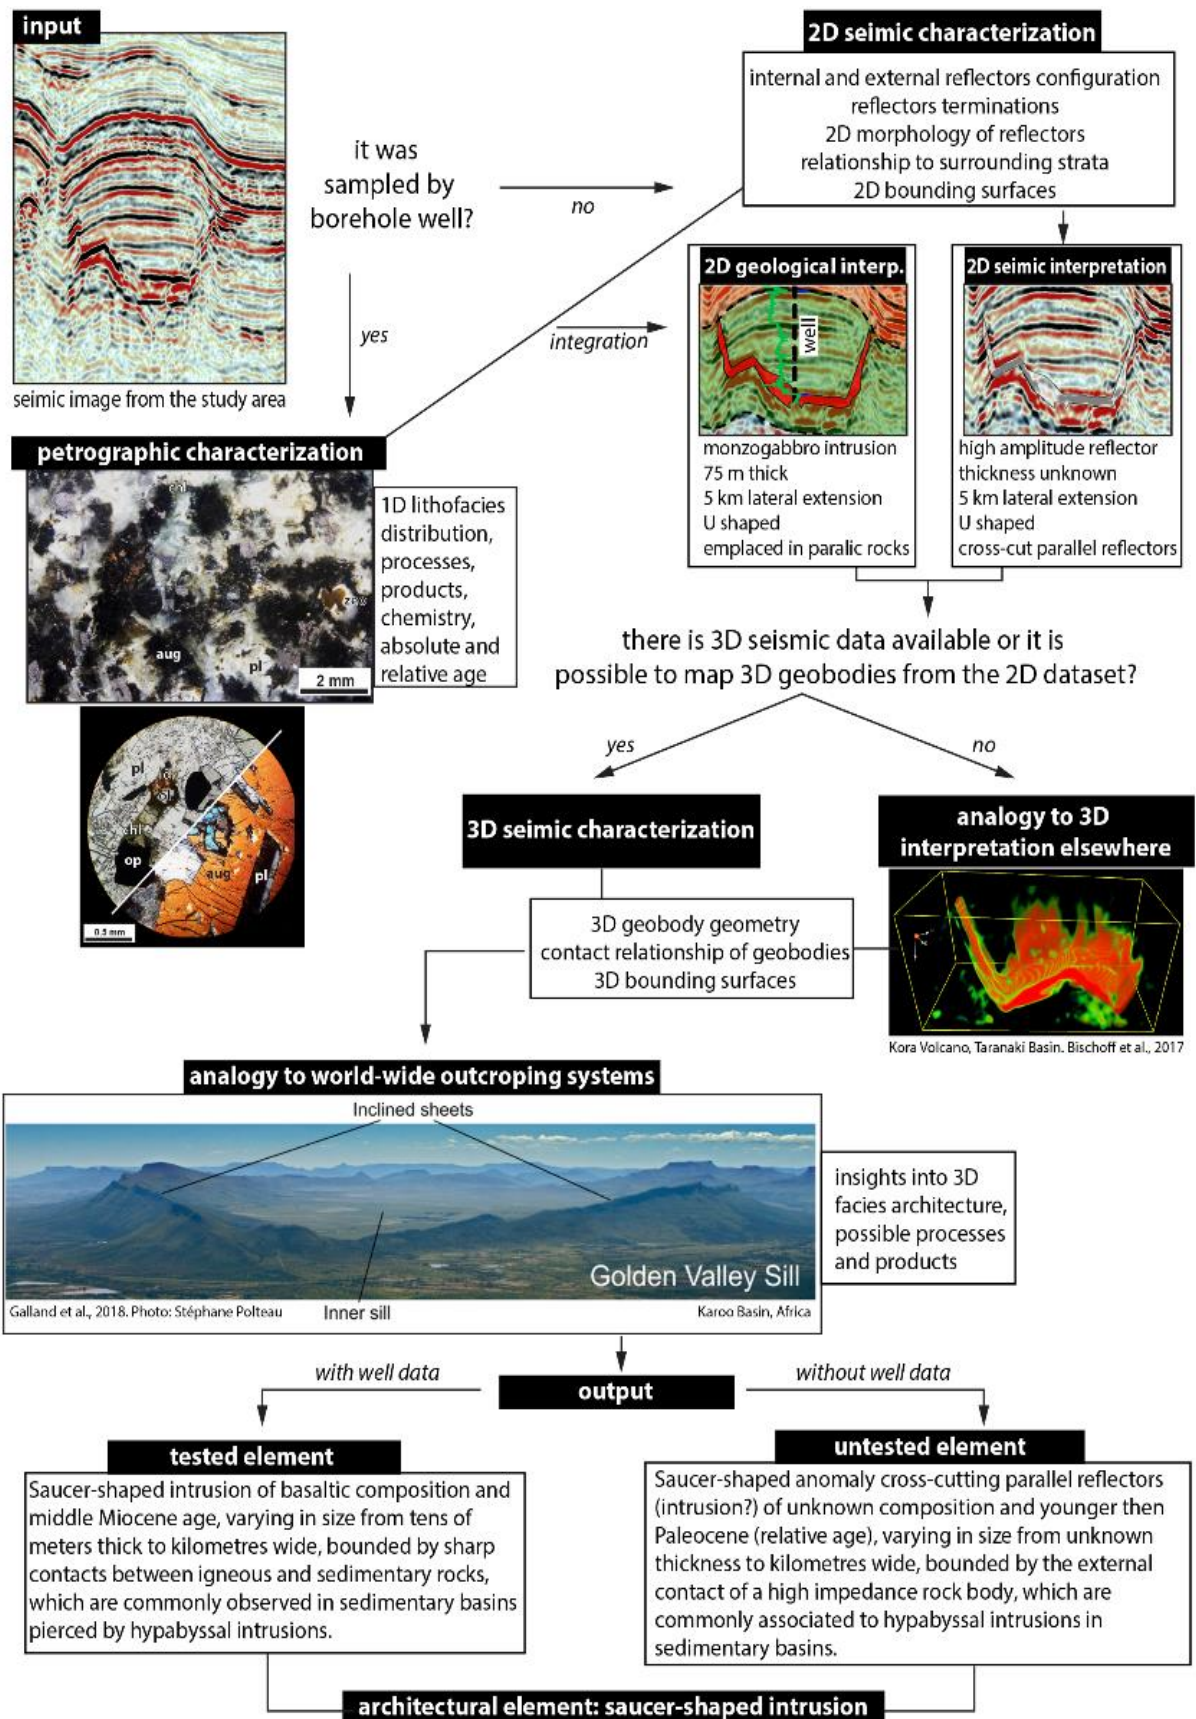 input
seimic image from the study area
it was
sampled by
borehole well?
no
yes
2D seimic characterization
internal and external reflectors configuration
reflectors terminations
2D morphology of reflectors
relationship to surrounding strata
2D bounding surfaces
integration
2D geological interp.
well
monzogabbro intrusion
75 m thick
5 km lateral extension
U shaped
emplaced in paralic rocks
2D seimic interpretation
high amplitude reflector
thickness unknown
5 km lateral extension
U shaped
cross-cut parallel reflectors
petrographic characterization
chl
aug
pl
2 mm
1D lithofacies
distribution,
processes,
products,
chemistry,
absolute and
relative age
pl
ol
chl
op
aug
pl
0.5 mm
there is 3D seismic data available or it is
possible to map 3D geobodies from the 2D dataset?
yes
no
3D seimic characterization
3D geobody geometry
contact relationship of geobodies
3D bounding surfaces
analogy to 3D
interpretation elsewhere
Kora Volcano, Taranaki Basin. Bischoff et al., 2017
analogy to world-wide outcroping systems
Inclined sheets
Golden Valley Sill
Galland et al., 2018. Photo: Stéphane Polteau
Inner sill
Karoo Basin, Africa
insights into 3D
facies architecture,
possible processes
and products
with well data
output
without well data
tested element
Saucer-shaped intrusion of basaltic composition and
middle Miocene age, varying in size from tens of
meters thick to kilometres wide, bounded by sharp
contacts between igneous and sedimentary rocks,
which are commonly observed in sedimentary basins
pierced by hypabyssal intrusions.
untested element
Saucer-shaped anomaly cross-cutting parallel reflectors
(intrusion?) of unknown composition and younger then
Paleocene (relative age), varying in size from unknown
thickness to kilometres wide, bounded by the external
contact of a high impedance rock body, which are
commonly associated to hypabyssal intrusions in
sedimentary basins.
architectural element: saucer-shaped intrusion